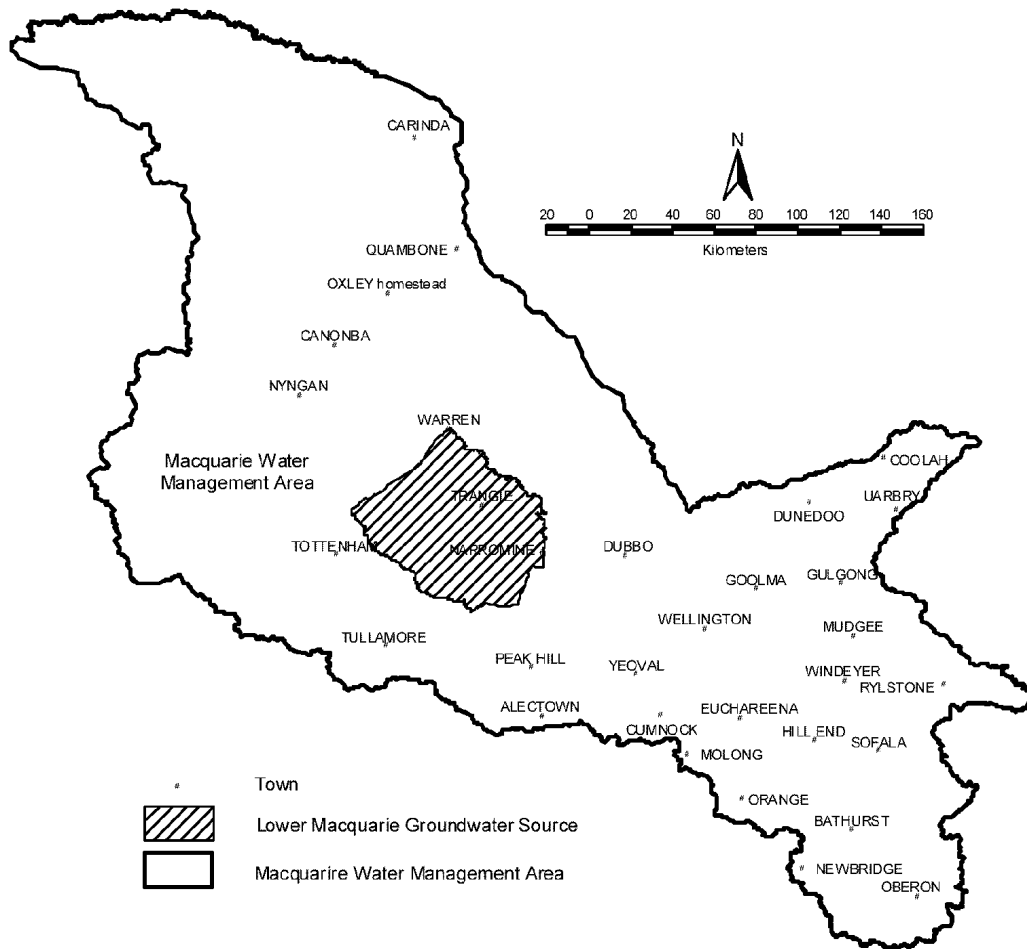 CARINDA
N
20 0 20 40 60 80 100 120 140 160
Kilometers
QUAMBONE
OXLEY homestead
CANONBA
NYNGAN
WARREN
Macquarie Water
Management Area
COOLAH
TRANGIE
UARBRY
DUNEDOO
TOTTENHAM
NARROMINE
DUBBO
GOOLMA
GULGONG
WELLINGTON
MUDGEE
TULLAMORE
PEAK HILL
YEOVAL
WINDEYER
RYLSTONE
ALECTOWN
EUCHAREENA
CUMNOCK
HILL END
SOFALA
MOLONG
Town
ORANGE
BATHURST
Lower Macquarie Groundwater Source
NEWBRIDGE
Macquarire Water Management Area
OBERON